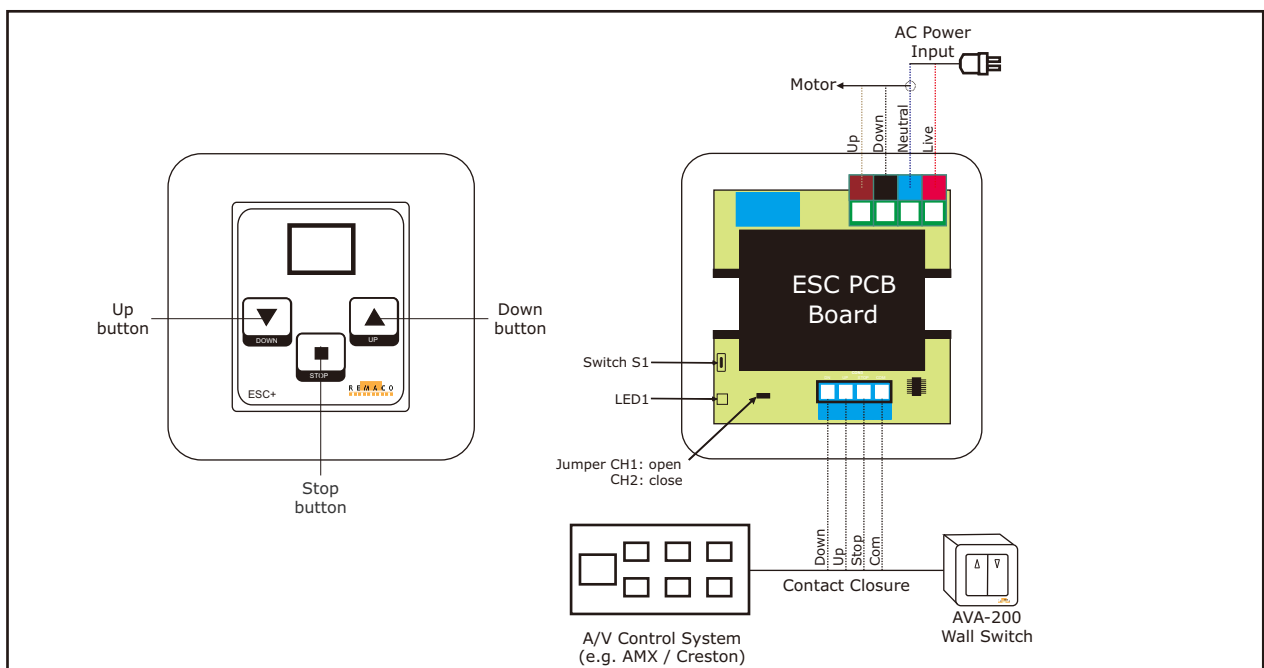 AC Power
Input
Motor
Up
Down
Neutral
Live
ESC PCB
Board
Up
button
Down
button
DOWN
UP
STOP
ESC+
REMACO
Stop
button
Switch S1
LED1
Jumper CH1: open
CH2: close
Down
Up
Stop
Com
Contact Closure
A/V Control System
(e.g. AMX / Creston)
AVA-200
Wall Switch